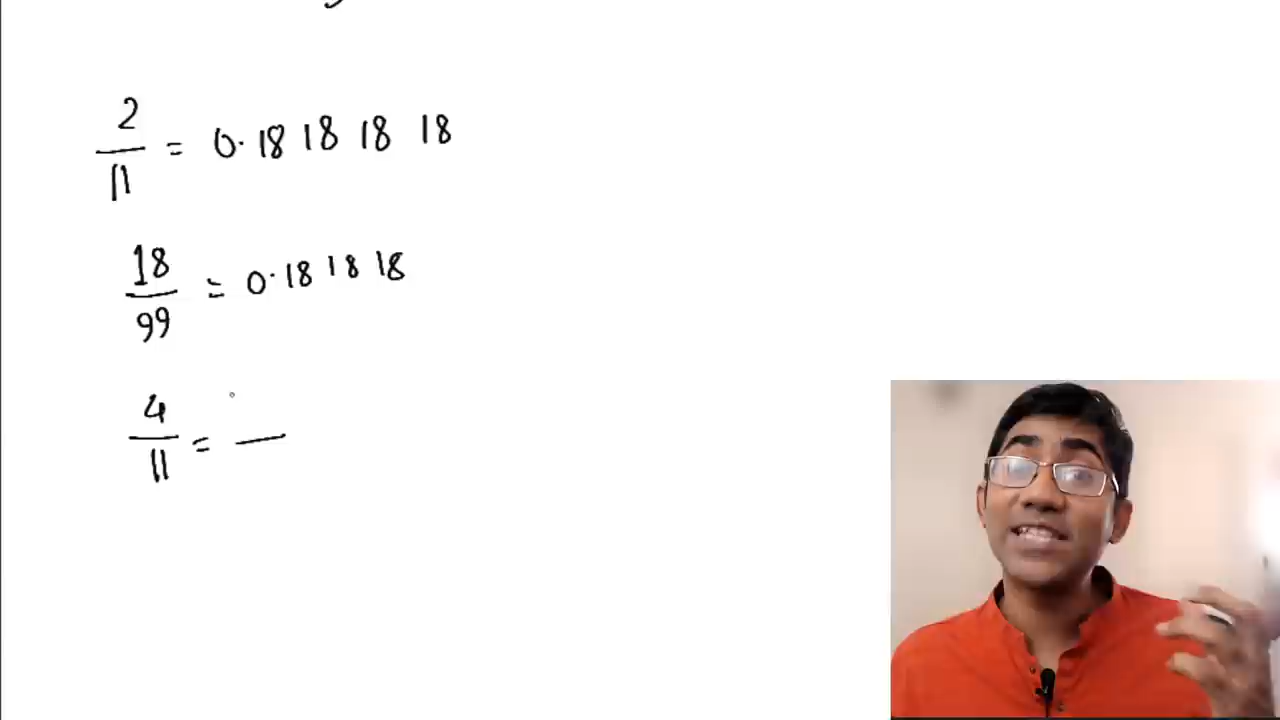 2/11 = 0.18 18 18 18
18/99 = 0.18 18 18
4/11 = —